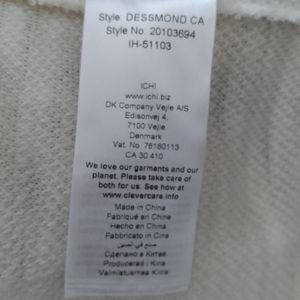 Style: DESSMOND CA
Style No. 20103694
IH-51103
ICHI
www.ichi.biz
DK Company Vejle A/S
Edisonvej 4,
7100 Vejle
Denmark
Vat. No. 76180113
CA 30 410
We love our garments and our
planet. Please take care of
both for us. See how at
www.clevercare.info
Made in China
Fabriqué en Chine
Hecho en China
Fabbricato in Cina
صنع في الصين
Сделано в Китае
Producerad i Kina
Valmistusmaa Kiina